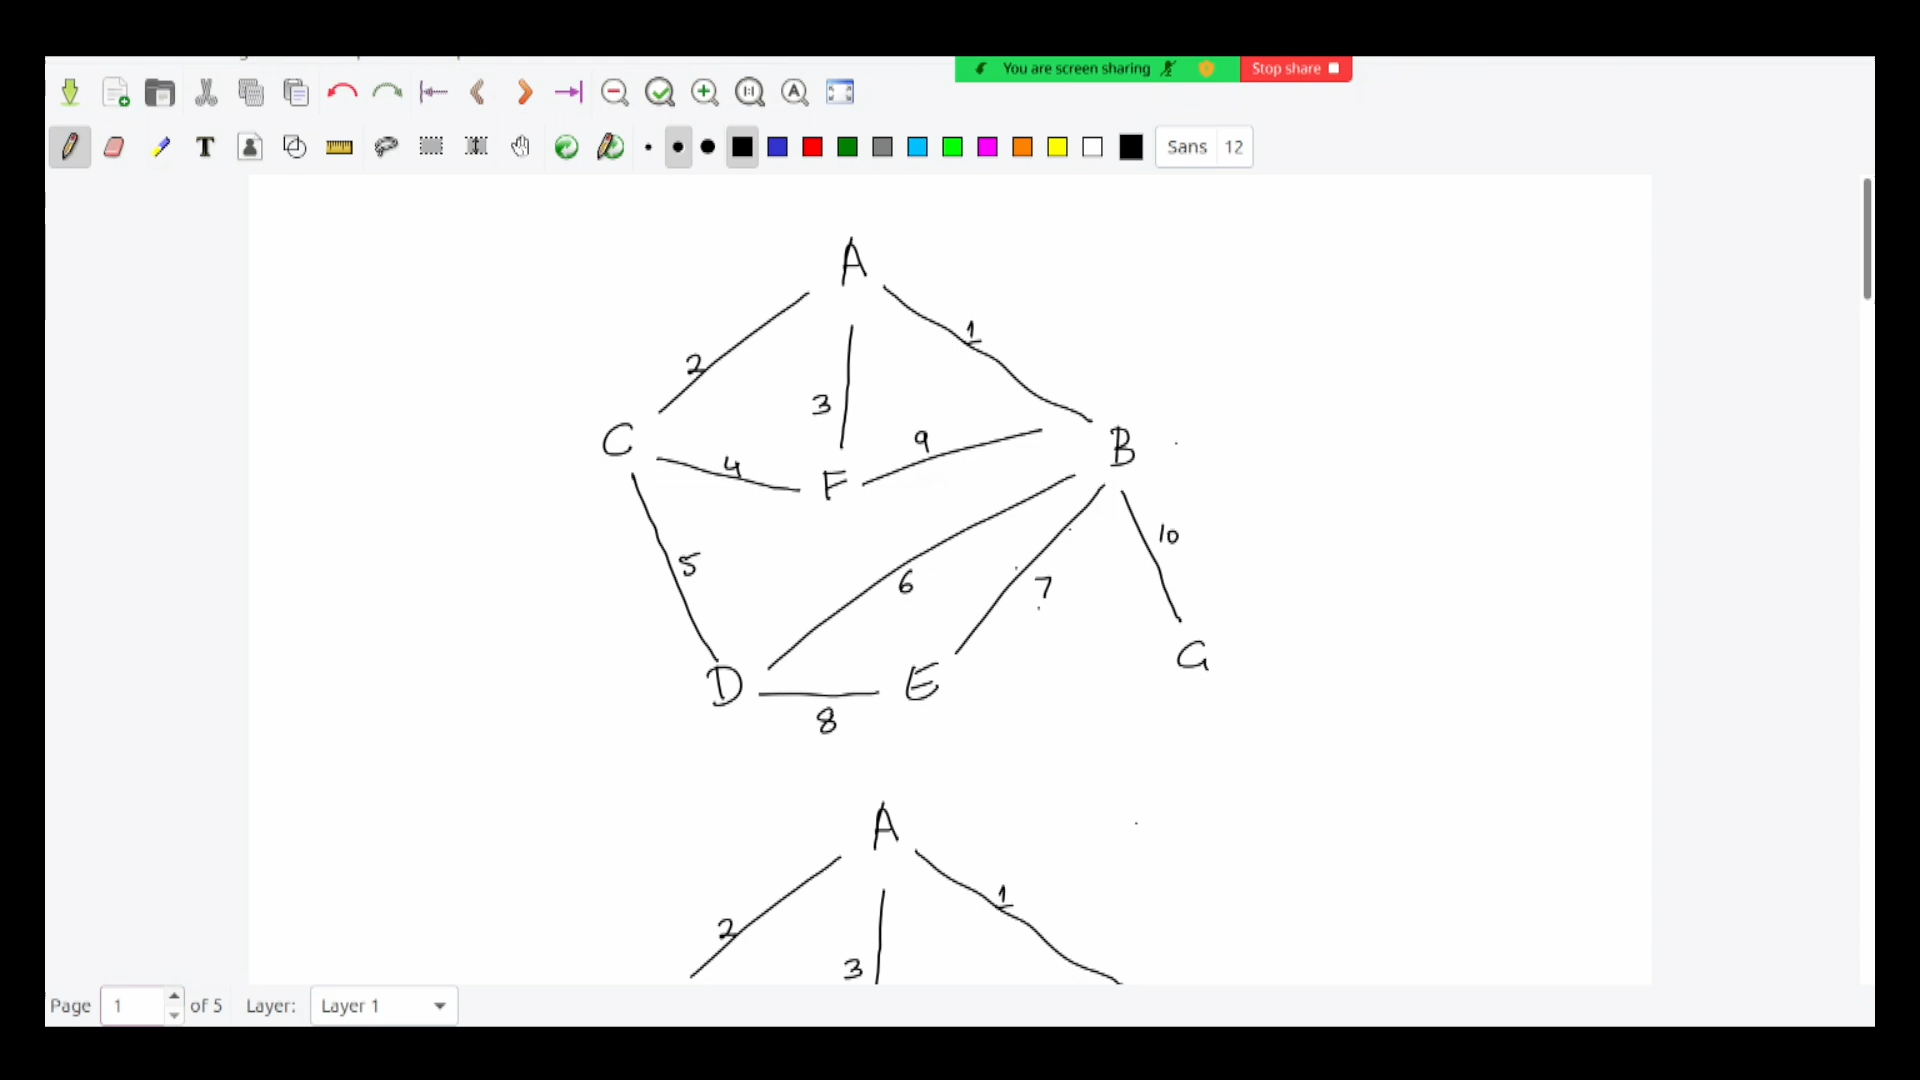 You are screen sharing Stop share
Sans 12
A
2 1
3
C 9 B
4 F
10
5 6 7
G
D E
8
A
2 1
3
Page 1 of 5 Layer: Layer 1